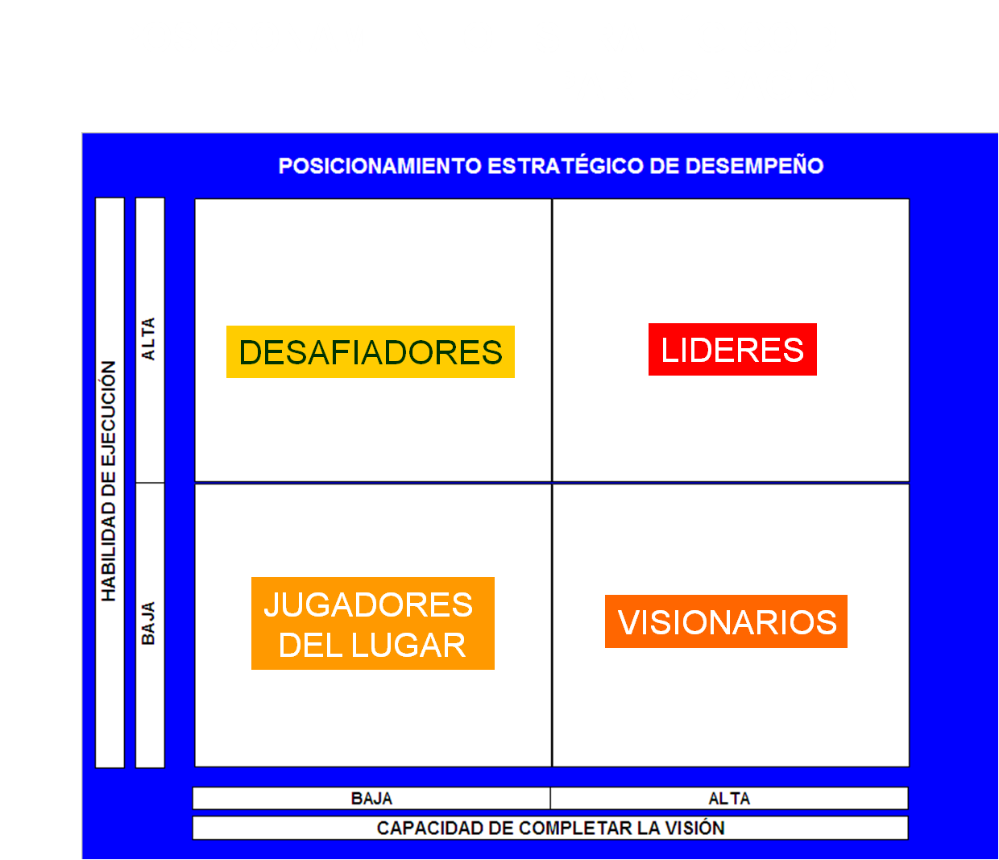 POSICIONAMIENTO ESTRATÉGICO DE DESEMPEÑO
HABILIDAD DE EJECUCIÓN
ALTA
BAJA
DESAFIADORES
LIDERES
JUGADORES
DEL LUGAR
VISIONARIOS
BAJA
ALTA
CAPACIDAD DE COMPLETAR LA VISIÓN